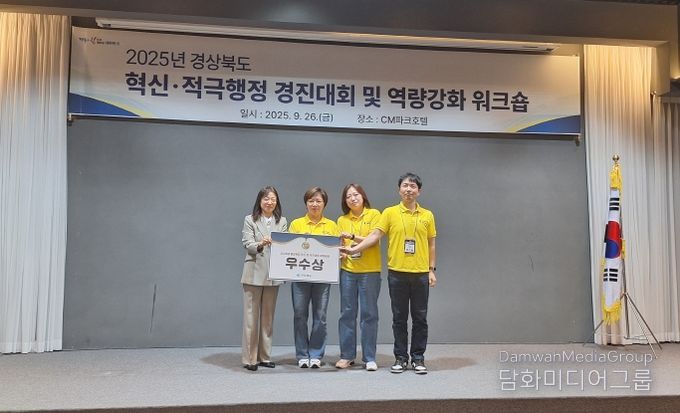 2025년 경상북도
혁신·적극행정 경진대회 및 역량강화 워크숍
일시 : 2025. 9. 26.(금) 장소 : CM파크호텔
우수상
DamwanMediaGroup
담화미디어그룹